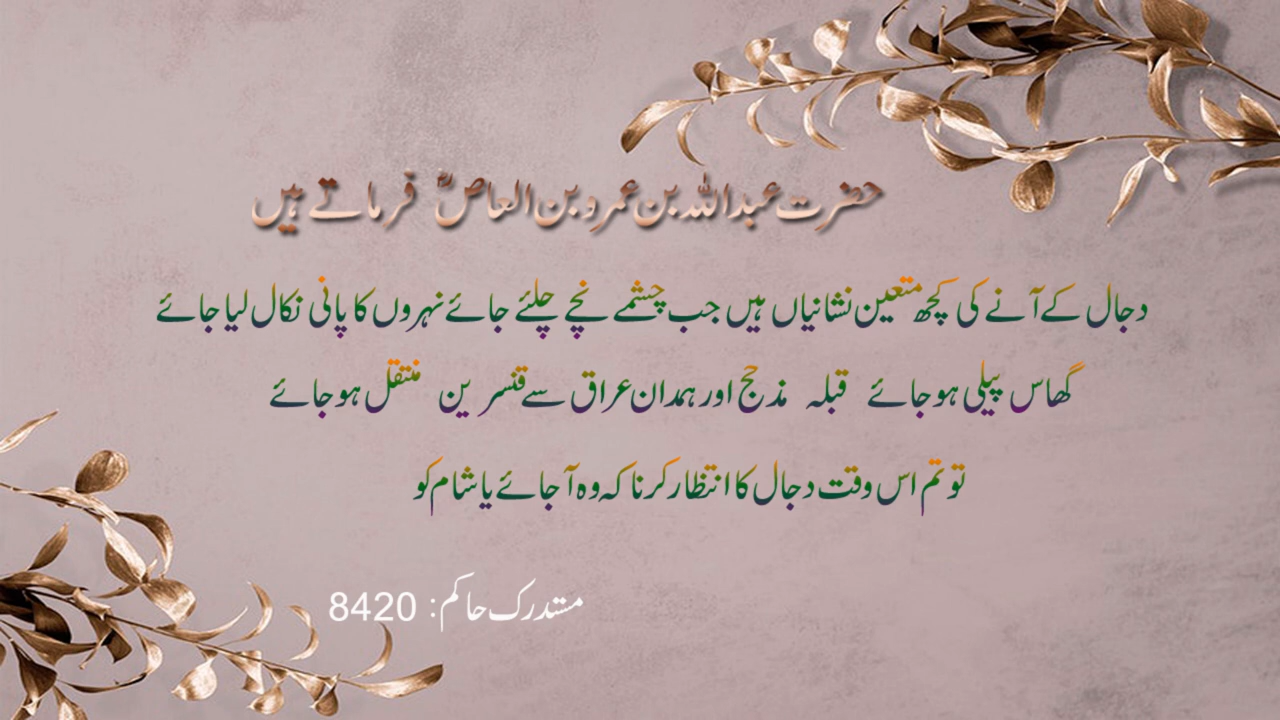 حضرت عبداللہ بن عمرو بن العاصؓ فرماتے ہیں
دجال کے آنے کی کچھ متعین نشانیاں ہیں جب چشمے نچے چلئے جائے نہروں کا پانی نکال لیا جائے
گھاس پیلی ہو جائے قبلہ مذحج اور ہمدان عراق سے قنسرین منتقل ہو جائے
تو تم اس وقت دجال کا انتظار کرنا کہ وہ آ جائے یا شام کو
مستدرک حاکم: 8420